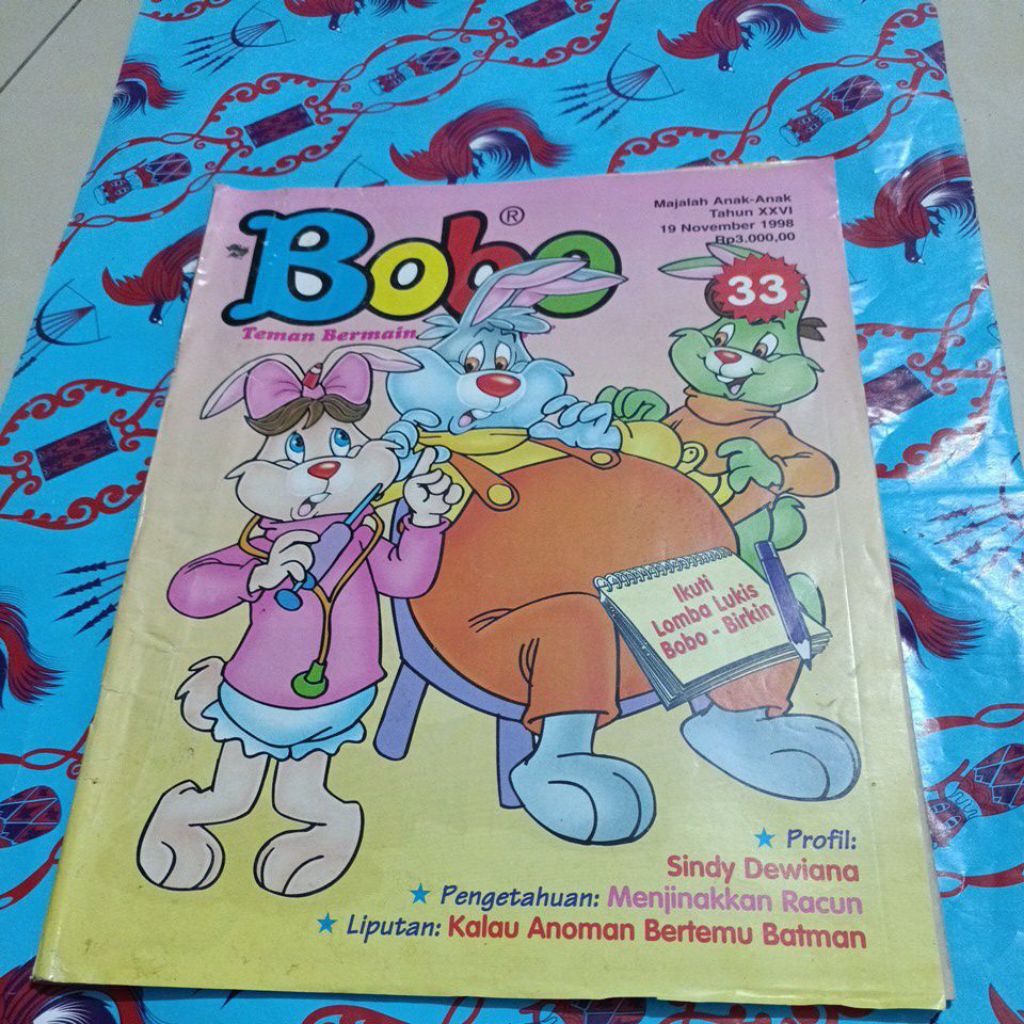 Bobo®
Majalah Anak-Anak
Tahun XXVI
19 November 1998
Rp3.000,00
33
Teman Bermain
Ikuti
Lomba Lukis
Bobo - Birkin
★ Profil:
Sindy Dewiana
★ Pengetahuan: Menjinakkan Racun
★ Liputan: Kalau Anoman Bertemu Batman